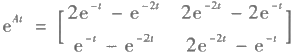 e^{At} = [ 2e^{-t} - e^{-2t}   2e^{-2t} - 2e^{-t} ]
[ e^{-t} - e^{-2t}   2e^{-2t} - e^{-t} ]